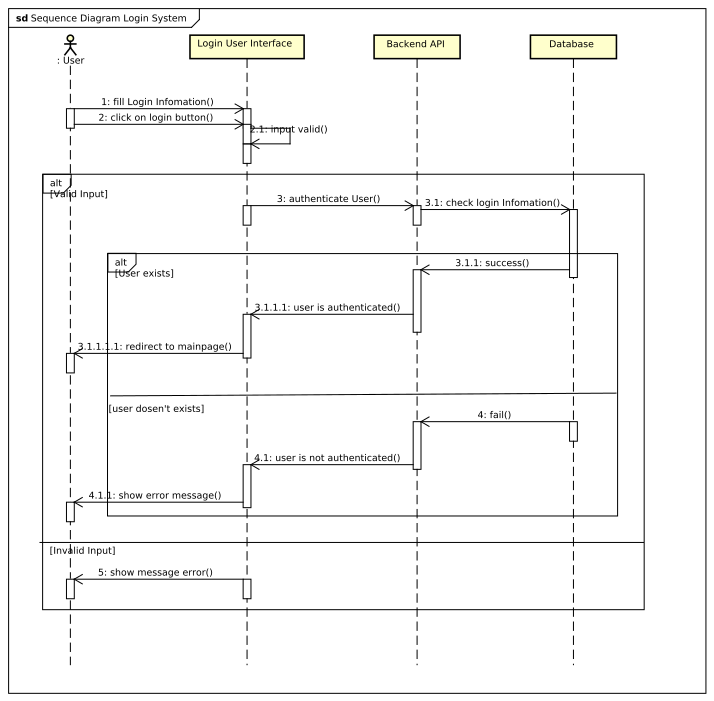 sd Sequence Diagram Login System
: User
Login User Interface
Backend API
Database
1: fill Login Infomation()
2: click on login button()
2.1: input valid()
alt
[Valid Input]
3: authenticate User()
3.1: check login Infomation()
alt
[User exists]
3.1.1: success()
3.1.1.1: user is authenticated()
3.1.1.1.1: redirect to mainpage()
[user dosen't exists]
4: fail()
4.1: user is not authenticated()
4.1.1: show error message()
[Invalid Input]
5: show message error()